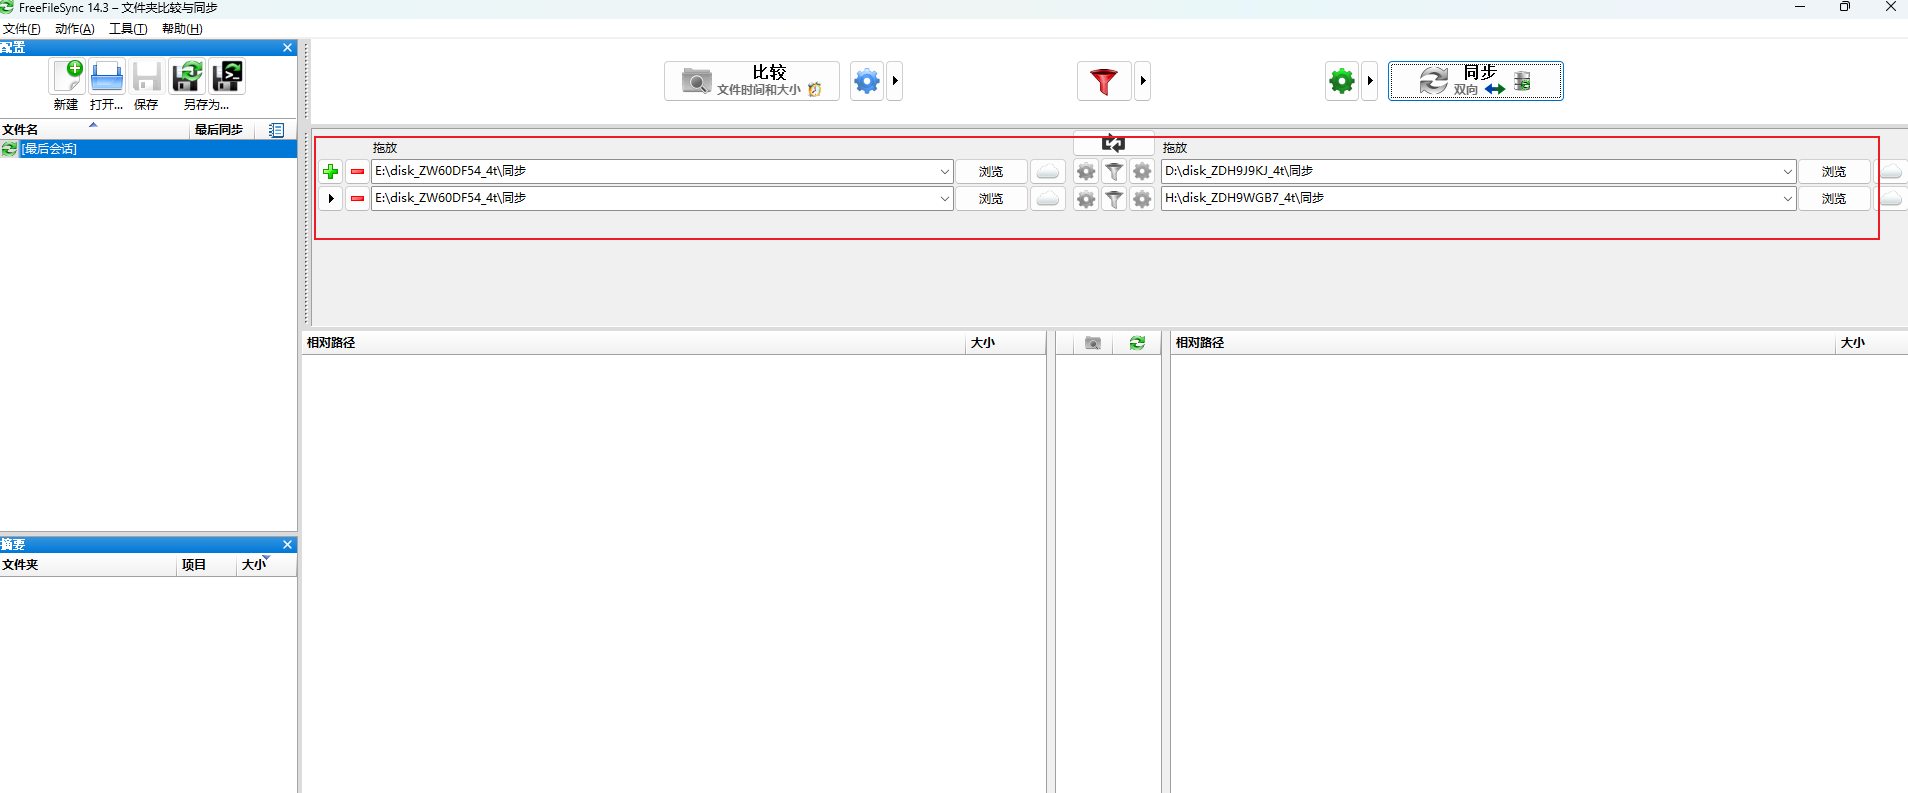 FreeFileSync 14.3 – 文件夹比较与同步
文件(F) 动作(A) 工具(T) 帮助(H)
配置
新建 打开... 保存 另存为...
文件名 最后同步
[最后会话]
比较
文件时间和大小
同步
双向
拖放 拖放
E:\disk_ZW60DF54_4t\同步 浏览 D:\disk_ZDH9J9KJ_4t\同步 浏览
E:\disk_ZW60DF54_4t\同步 浏览 H:\disk_ZDH9WGB7_4t\同步 浏览
相对路径 大小 相对路径 大小
摘要
文件夹 项目 大小